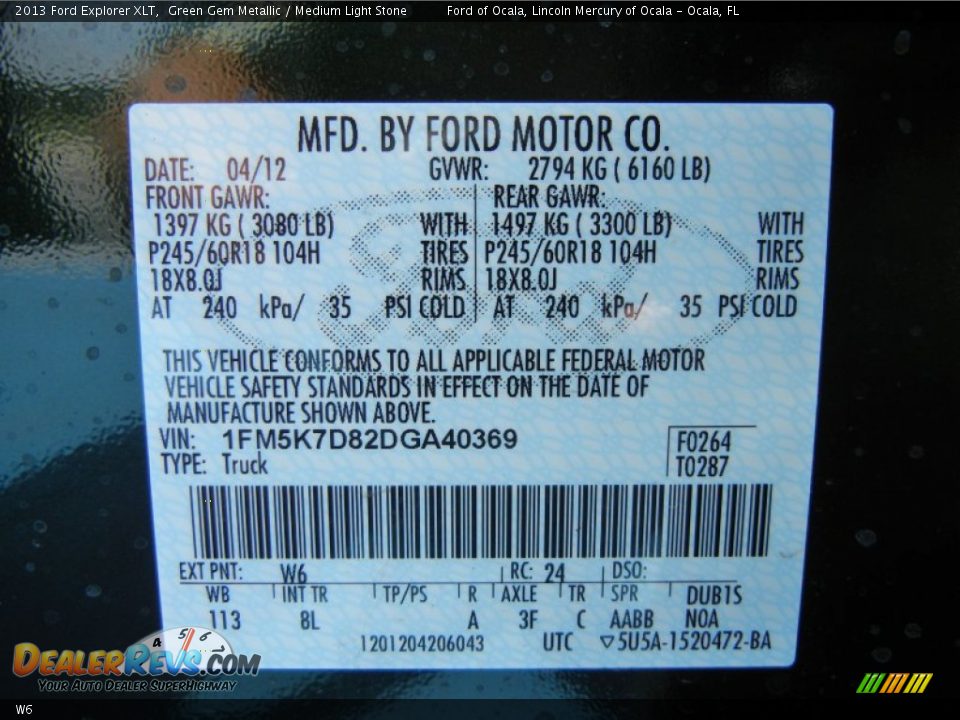 2013 Ford Explorer XLT, Green Gem Metallic / Medium Light Stone Ford of Ocala, Lincoln Mercury of Ocala - Ocala, FL
MFD. BY FORD MOTOR CO.
DATE: 04/12 GVWR: 2794 KG ( 6160 LB)
FRONT GAWR: REAR GAWR:
1397 KG ( 3080 LB) WITH 1497 KG ( 3300 LB) WITH
P245/60R18 104H TIRES P245/60R18 104H TIRES
18X8.0J RIMS 18X8.0J RIMS
AT 240 kPa/ 35 PSI COLD AT 240 kPa/ 35 PSI COLD
Ford
THIS VEHICLE CONFORMS TO ALL APPLICABLE FEDERAL MOTOR
VEHICLE SAFETY STANDARDS IN EFFECT ON THE DATE OF
MANUFACTURE SHOWN ABOVE.
VIN: 1FM5K7D82DGA40369 F0264
TYPE: Truck T0287
EXT PNT: W6 RC: 24 DSO:
WB INT TR TP/PS R AXLE TR SPR DUB1S
113 8L A 3F C AABB NOA
1201204206043 UTC ▽5U5A-1520472-BA
4 5 6
DEALERREVS.COM
YOUR AUTO DEALER SUPERHIGHWAY
W6